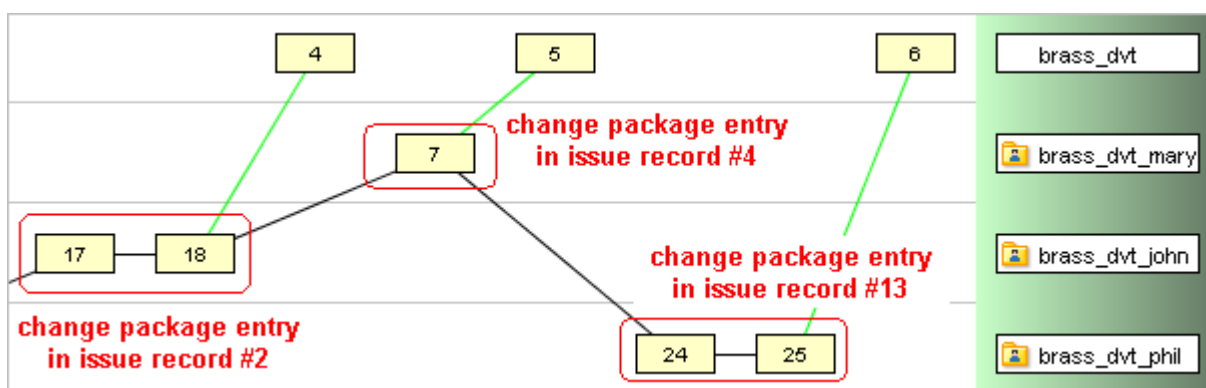 4
5
6
brass_dvt
change package entry
in issue record #4
7
brass_dvt_mary
17
18
change package entry
in issue record #13
brass_dvt_john
change package entry
in issue record #2
24
25
brass_dvt_phil